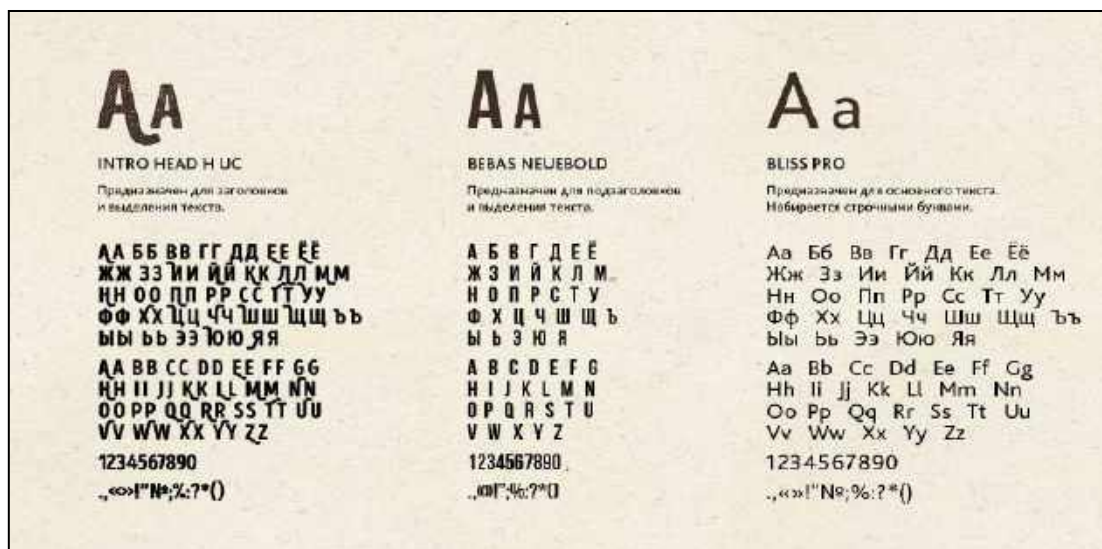 Аа
INTRO HEAD H UC
Предназначен для заголовков
и выделения текста.
АА ББ ВВ ГГ ДД ЕЕ ЁЁ
ЖЖ ЗЗ ИИ ЙЙ КК ЛЛ ММ
НН ОО ПП РР СС ТТ УУ
ФФ ХХ ЦЦ ЧЧ ШШ ЩЩ ЪЪ
ЫЫ ЬЬ ЭЭ ЮЮ ЯЯ
AA BB CC DD EE FF GG
HH II JJ KK LL MM NN
OO PP QQ RR SS TT UU
VV WW XX YY ZZ
1234567890
.,«»!"№;%:?*()
АА
BEBAS NEUEBOLD
Предназначен для подзаголовков
и выделения текста.
А Б В Г Д Е Ё
Ж З И Й К Л М
Н О П Р С Т У
Ф Х Ц Ч Ш Щ Ъ
Ы Ь Э Ю Я
A B C D E F G
H I J K L M N
O P Q R S T U
V W X Y Z
1234567890
.,«»!";%:?*()
Аа
BLISS PRO
Предназначен для основного текста.
Набирается строчными буквами.
Аа Бб Вв Гг Дд Ее Ёё
Жж Зз Ии Йй Кк Лл Мм
Нн Оо Пп Рр Сс Тт Уу
Фф Хх Цц Чч Шш Щщ Ъъ
Ыы Ьь Ээ Юю Яя
Aa Bb Cc Dd Ee Ff Gg
Hh Ii Jj Kk Ll Mm Nn
Oo Pp Qq Rr Ss Tt Uu
Vv Ww Xx Yy Zz
1234567890
.,«»!"№;%:?*()